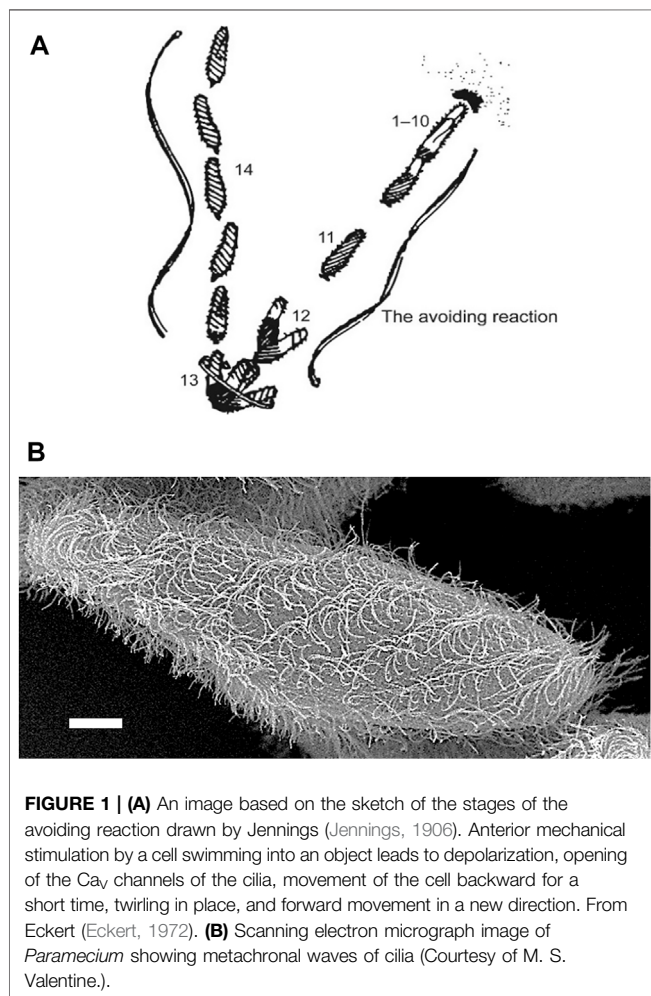 A
14
1–10
11
12
The avoiding reaction
13
B
FIGURE 1 | (A) An image based on the sketch of the stages of the
avoiding reaction drawn by Jennings (Jennings, 1906). Anterior mechanical
stimulation by a cell swimming into an object leads to depolarization, opening
of the CaV channels of the cilia, movement of the cell backward for a
short time, twirling in place, and forward movement in a new direction. From
Eckert (Eckert, 1972). (B) Scanning electron micrograph image of
Paramecium showing metachronal waves of cilia (Courtesy of M. S.
Valentine.).